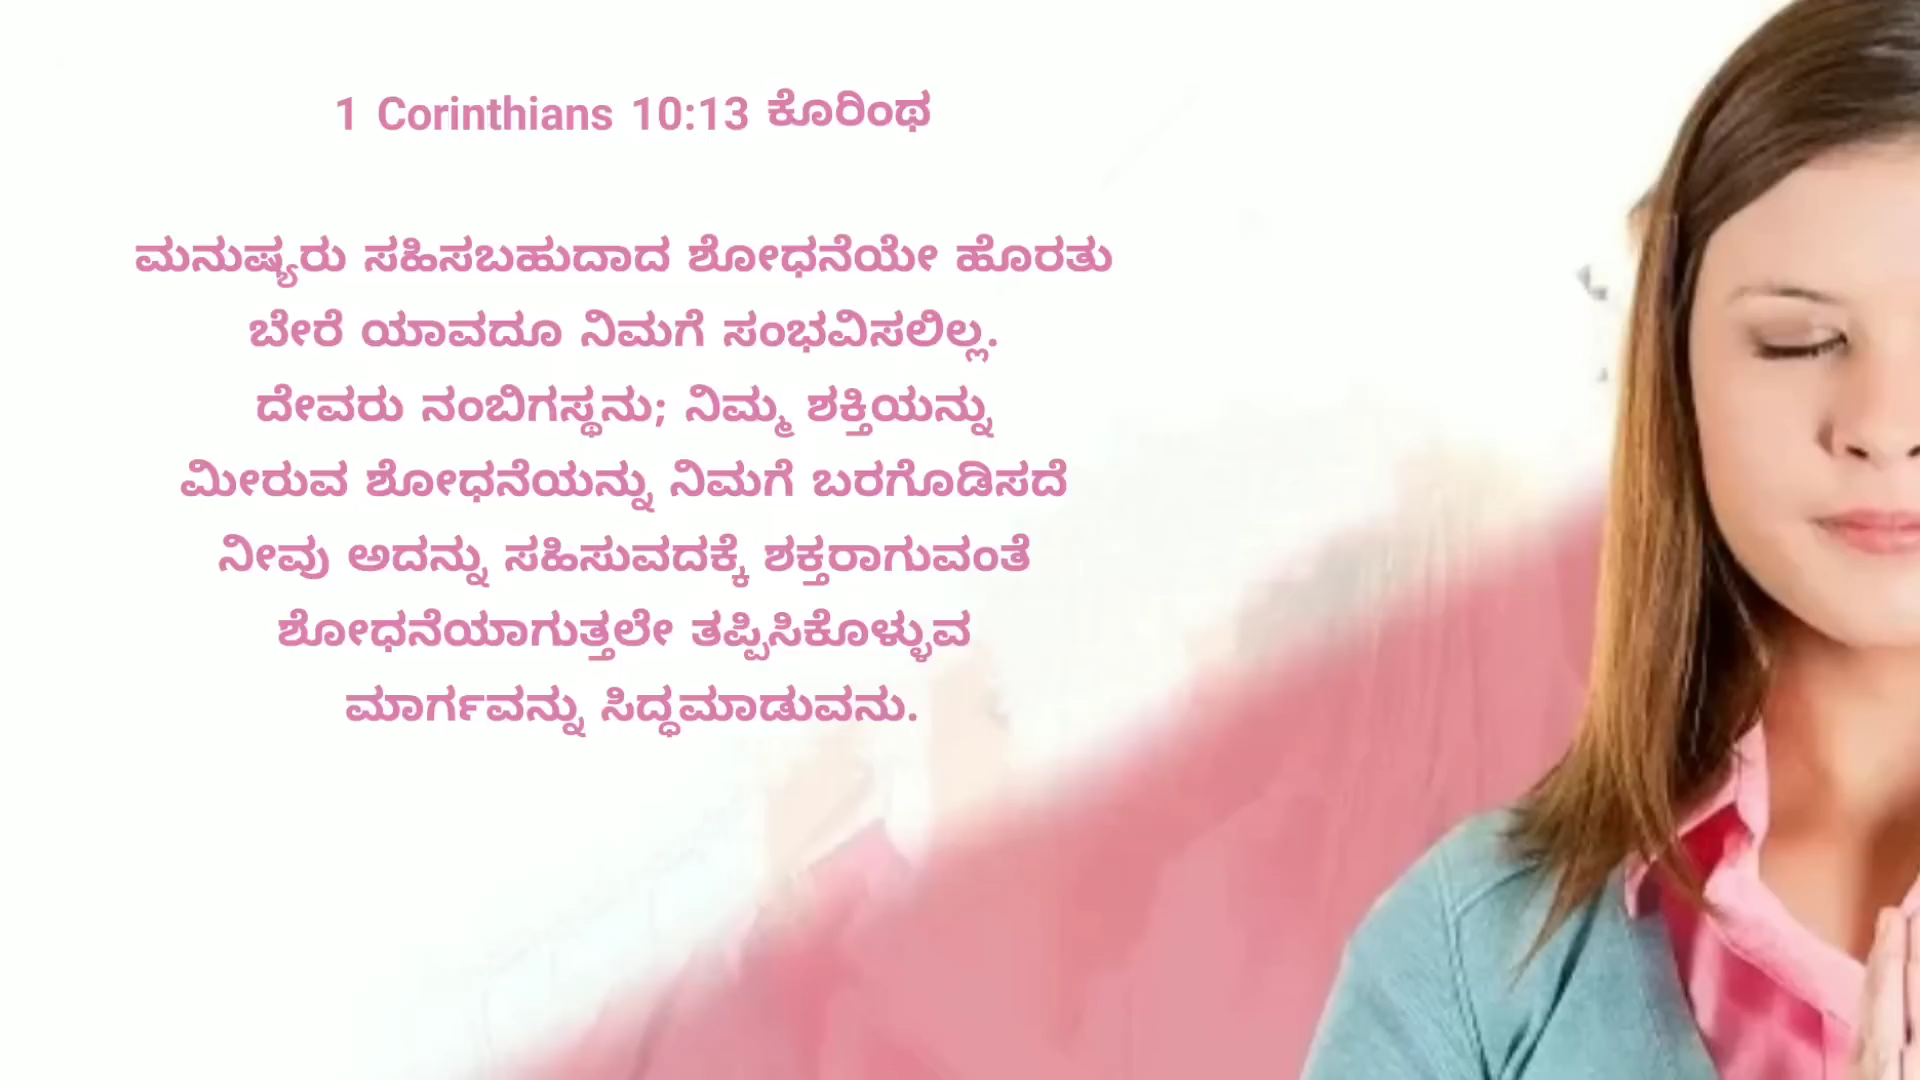 1 Corinthians 10:13 ಕೊರಿಂಥ
ಮನುಷ್ಯರು ಸಹಿಸಬಹುದಾದ ಶೋಧನೆಯೇ ಹೊರತು
ಬೇರೆ ಯಾವದೂ ನಿಮಗೆ ಸಂಭವಿಸಲಿಲ್ಲ.
ದೇವರು ನಂಬಿಗಸ್ಥನು; ನಿಮ್ಮ ಶಕ್ತಿಯನ್ನು
ಮೀರುವ ಶೋಧನೆಯನ್ನು ನಿಮಗೆ ಬರಗೊಡಿಸದೆ
ನೀವು ಅದನ್ನು ಸಹಿಸುವದಕ್ಕೆ ಶಕ್ತರಾಗುವಂತೆ
ಶೋಧನೆಯಾಗುತ್ತಲೇ ತಪ್ಪಿಸಿಕೊಳ್ಳುವ
ಮಾರ್ಗವನ್ನು ಸಿದ್ಧಮಾಡುವನು.